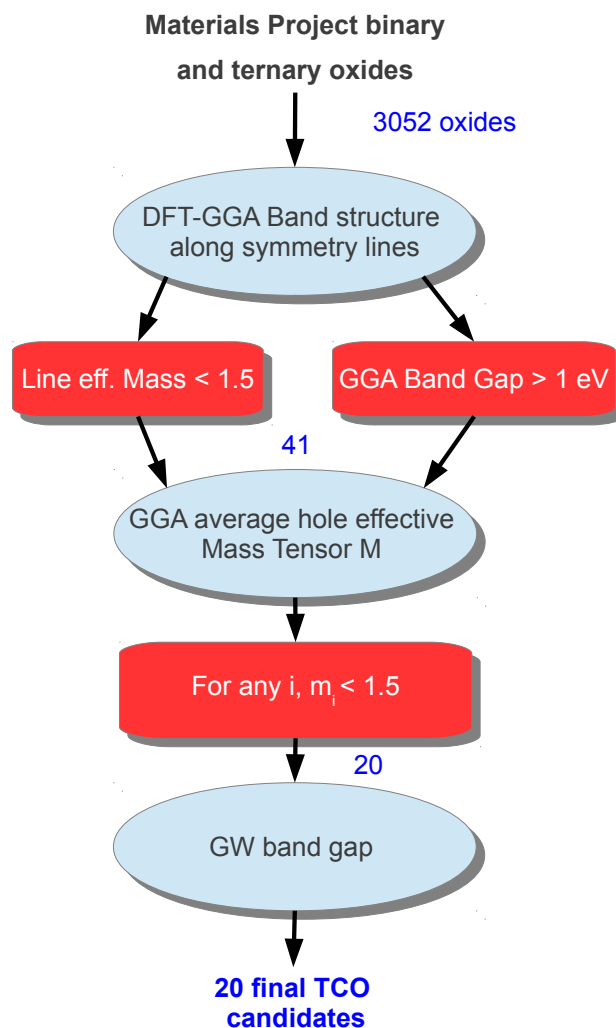 Materials Project binary
and ternary oxides
3052 oxides
DFT-GGA Band structure
along symmetry lines
Line eff. Mass < 1.5
GGA Band Gap > 1 eV
41
GGA average hole effective
Mass Tensor M
For any i, mᵢ < 1.5
20
GW band gap
20 final TCO
candidates